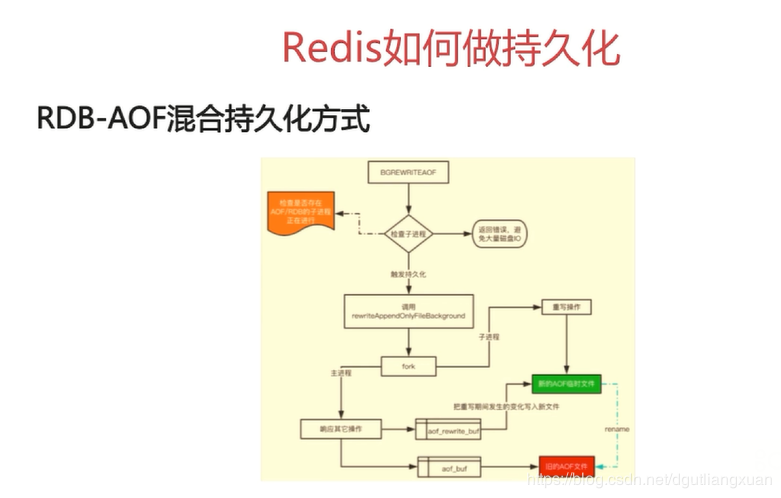 Redis如何做持久化
RDB-AOF混合持久化方式
BGREWRITEAOF
检查是否存在
AOF/RDB的子进程
正在进行
检查子进程
返回错误，避
免大量磁盘IO
触发持久化
调用
rewriteAppendOnlyFileBackground
重写操作
子进程
fork
主进程
新的AOF临时文件
把重写期间发生的变化写入新文件
响应其它操作
aof_rewrite_buf
rename
aof_buf
旧的AOF文件
https://blog.csdn.net/dgutliangxuan